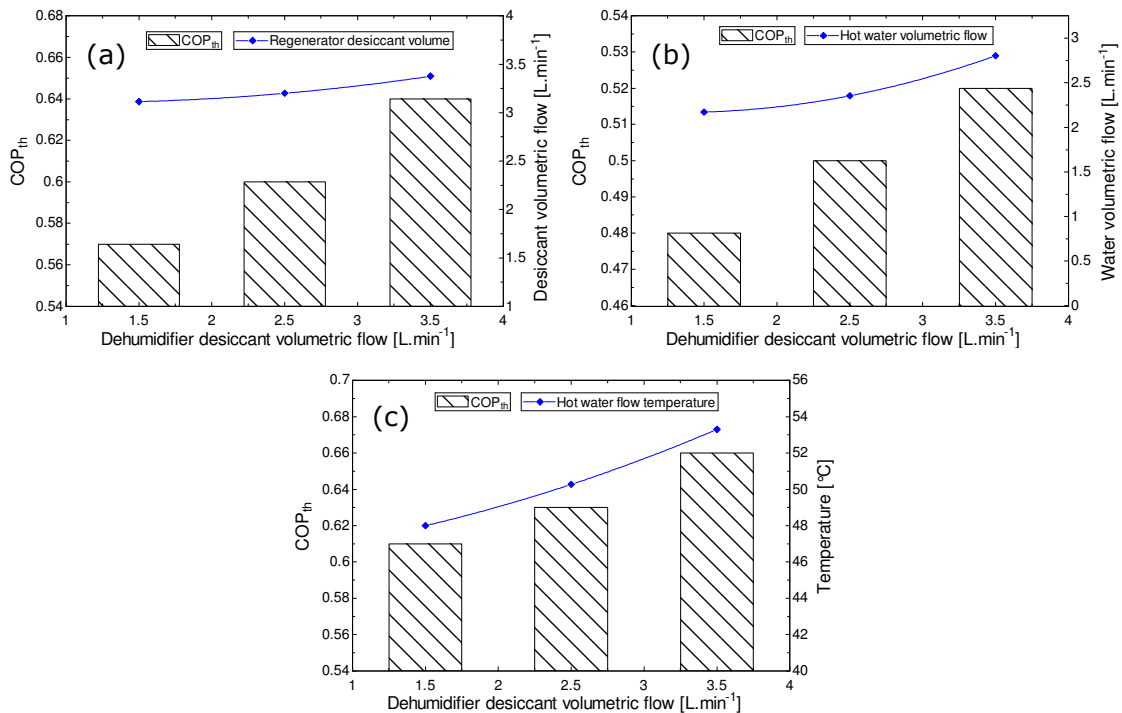 (a)
COPth
Regenerator desiccant volume
0.68
0.66
0.64
0.62
0.6
0.58
0.56
0.54
COPth
4
3.5
3
2.5
2
1.5
1
Desiccant volumetric flow [L.min-1]
1 1.5 2 2.5 3 3.5 4
Dehumidifier desiccant volumetric flow [L.min-1]
(b)
COPth
Hot water volumetric flow
0.54
0.53
0.52
0.51
0.5
0.49
0.48
0.47
0.46
COPth
3
2.5
2
1.5
1
0.5
0
Water volumetric flow [L.min-1]
1 1.5 2 2.5 3 3.5 4
Dehumidifier desiccant volumetric flow [L.min-1]
(c)
COPth
Hot water flow temperature
0.7
0.68
0.66
0.64
0.62
0.6
0.58
0.56
0.54
COPth
56
54
52
50
48
46
44
42
40
Temperature [°C]
1 1.5 2 2.5 3 3.5 4
Dehumidifier desiccant volumetric flow [L.min-1]